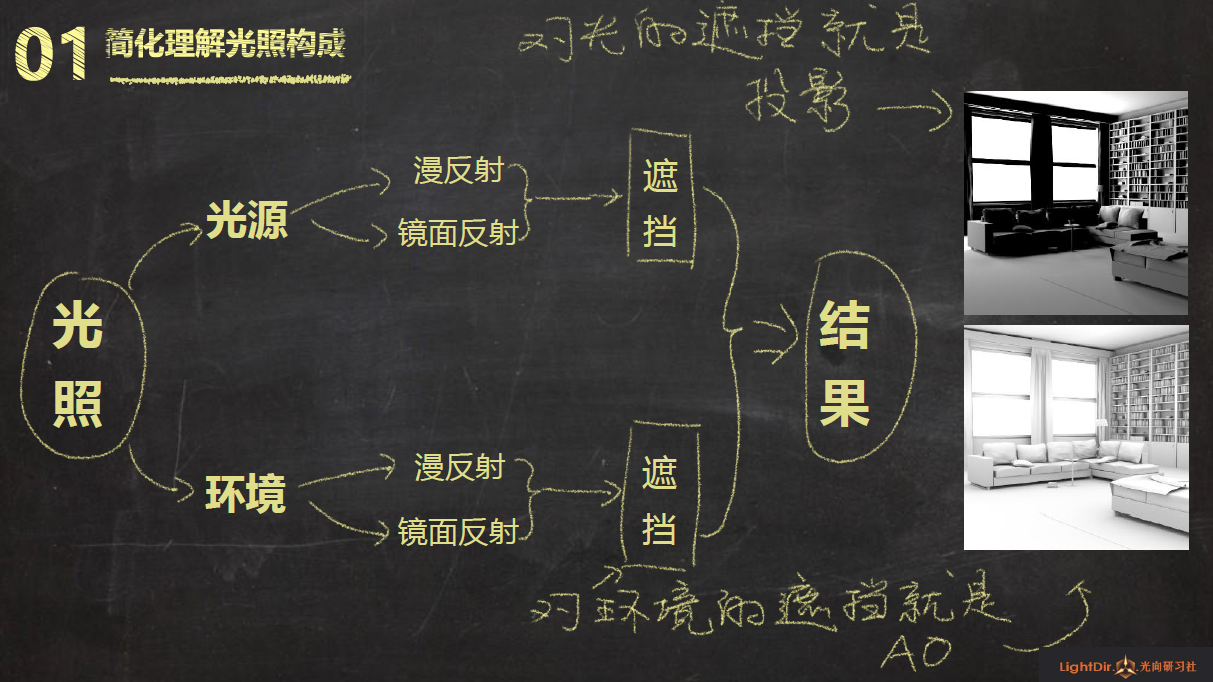 01 简化理解光照构成
对光的遮挡就是
投影
光照
光源
漫反射
镜面反射
遮挡
环境
漫反射
镜面反射
遮挡
结果
对环境的遮挡就是
AO
LightDir. 光向研习社